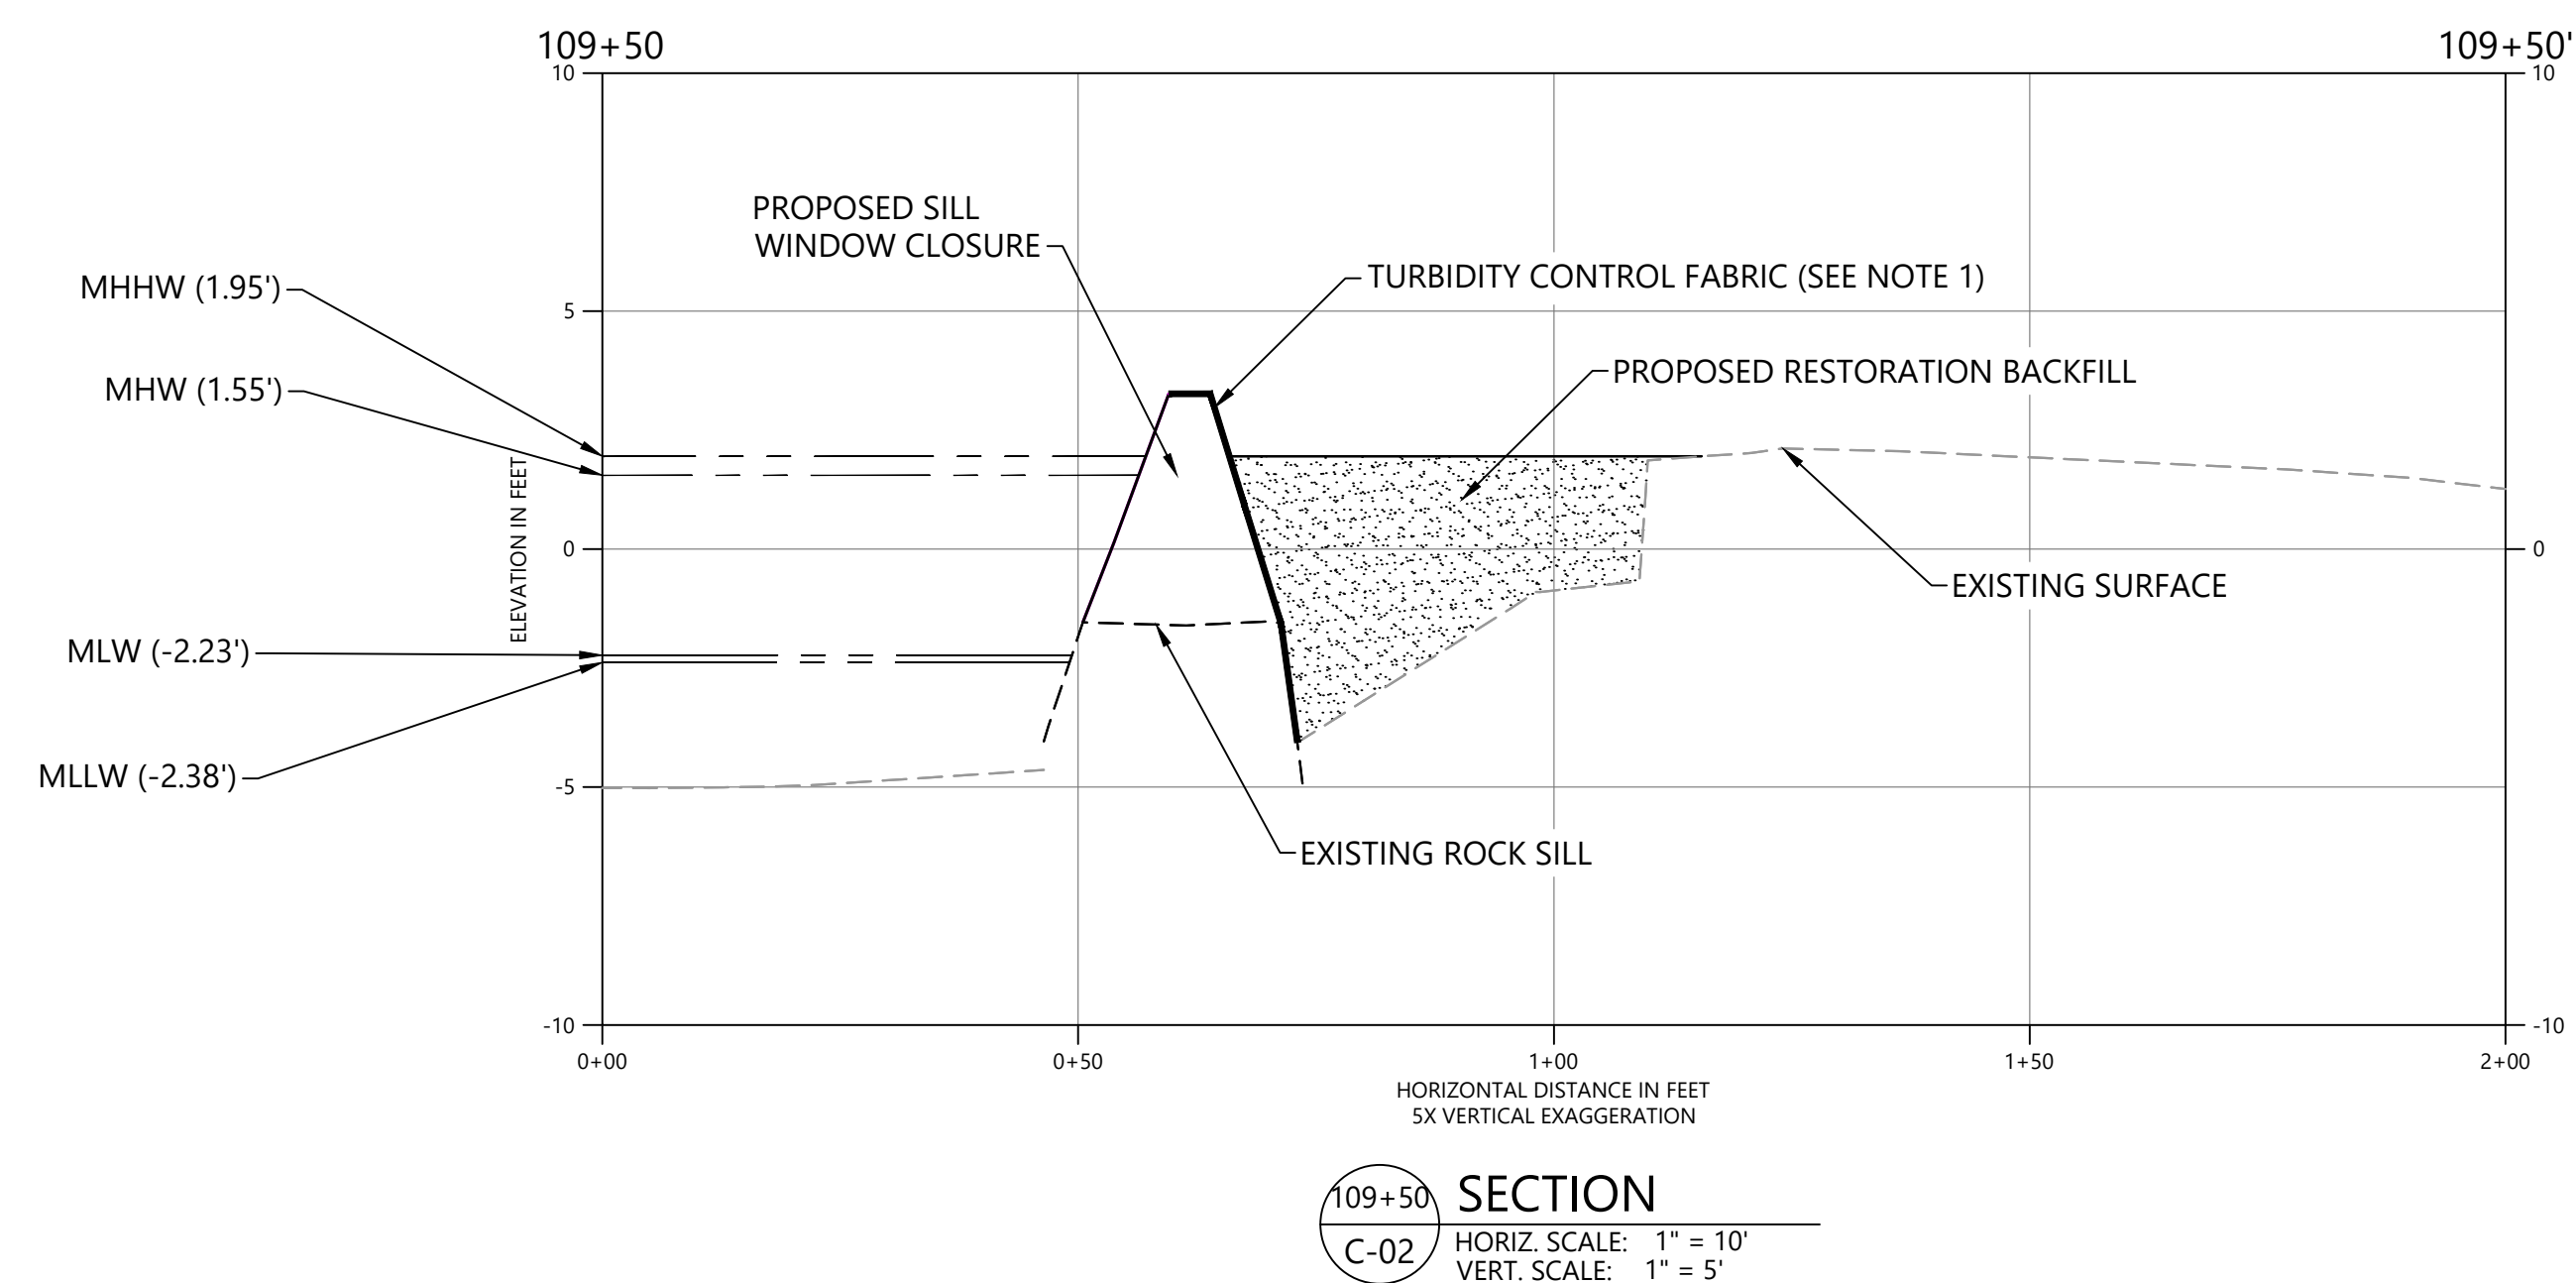 109+50
109+50'
10
10
PROPOSED SILL
WINDOW CLOSURE
TURBIDITY CONTROL FABRIC (SEE NOTE 1)
MHHW (1.95')
5
PROPOSED RESTORATION BACKFILL
MHW (1.55')
ELEVATION IN FEET
0
0
EXISTING SURFACE
MLW (-2.23')
MLLW (-2.38')
-5
EXISTING ROCK SILL
-10
-10
0+00
0+50
1+00
1+50
2+00
HORIZONTAL DISTANCE IN FEET
5X VERTICAL EXAGGERATION
109+50
SECTION
C-02
HORIZ. SCALE: 1" = 10'
VERT. SCALE: 1" = 5'